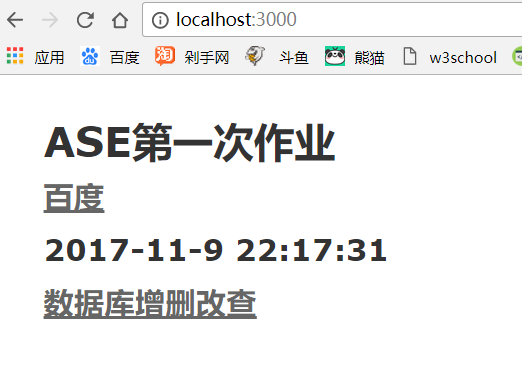 localhost:3000
应用 百度 剁手网 斗鱼 熊猫 w3school
ASE第一次作业
百度
2017-11-9 22:17:31
数据库增删改查